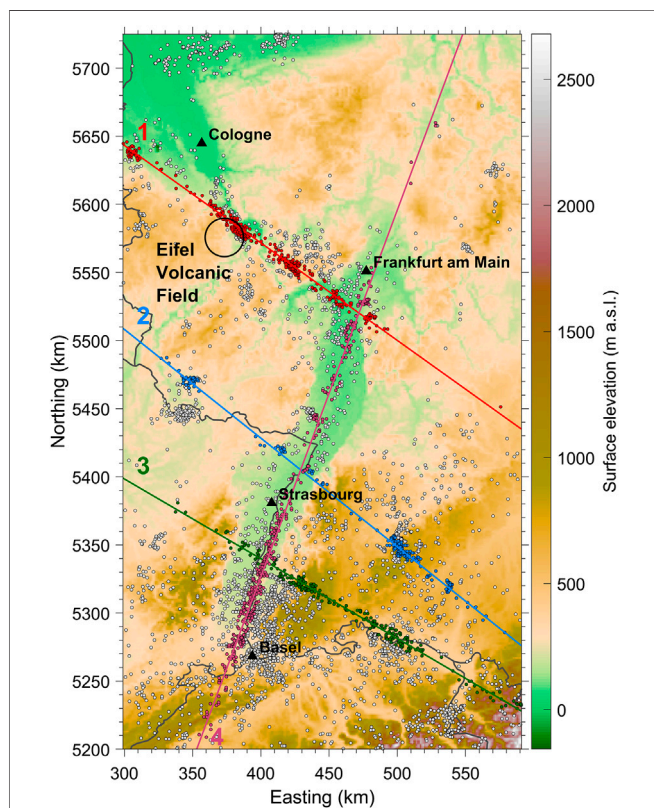 5725
5650
5600
5550
5500
5450
5400
5350
5300
5250
5200
Northing (km)
300
350
400
450
500
550
Easting (km)
1
Cologne
Eifel
Volcanic
Field
Frankfurt am Main
2
3
Strasbourg
Basel
4
2500
2000
1500
1000
500
0
Surface elevation (m a.s.l.)